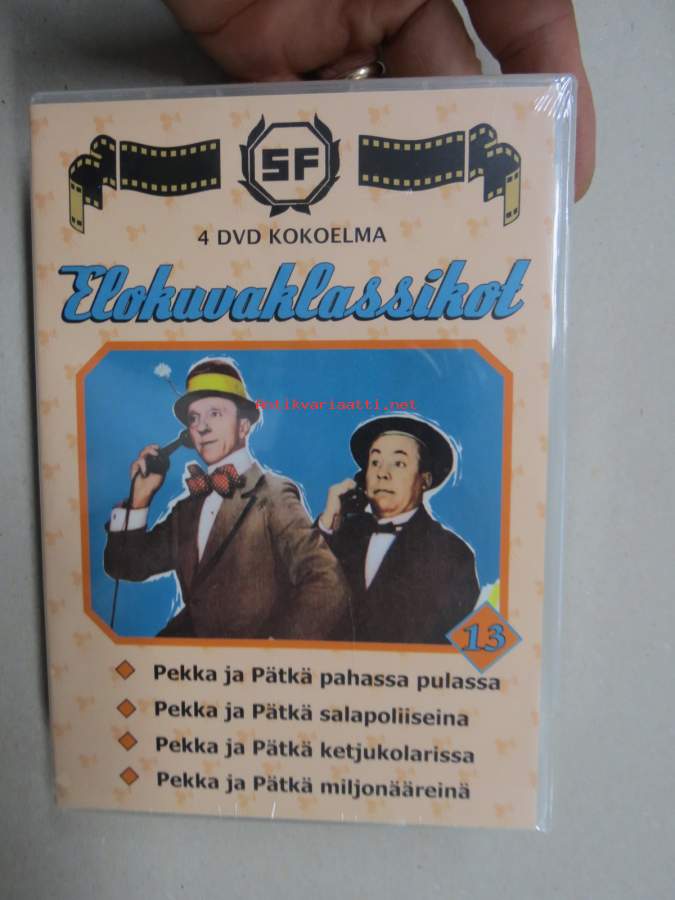 SF
4 DVD KOKOELMA
Elokuvaklassikot
Antikvariaatti.net
13
Pekka ja Pätkä pahassa pulassa
Pekka ja Pätkä salapoliiseina
Pekka ja Pätkä ketjukolarissa
Pekka ja Pätkä miljonääreinä